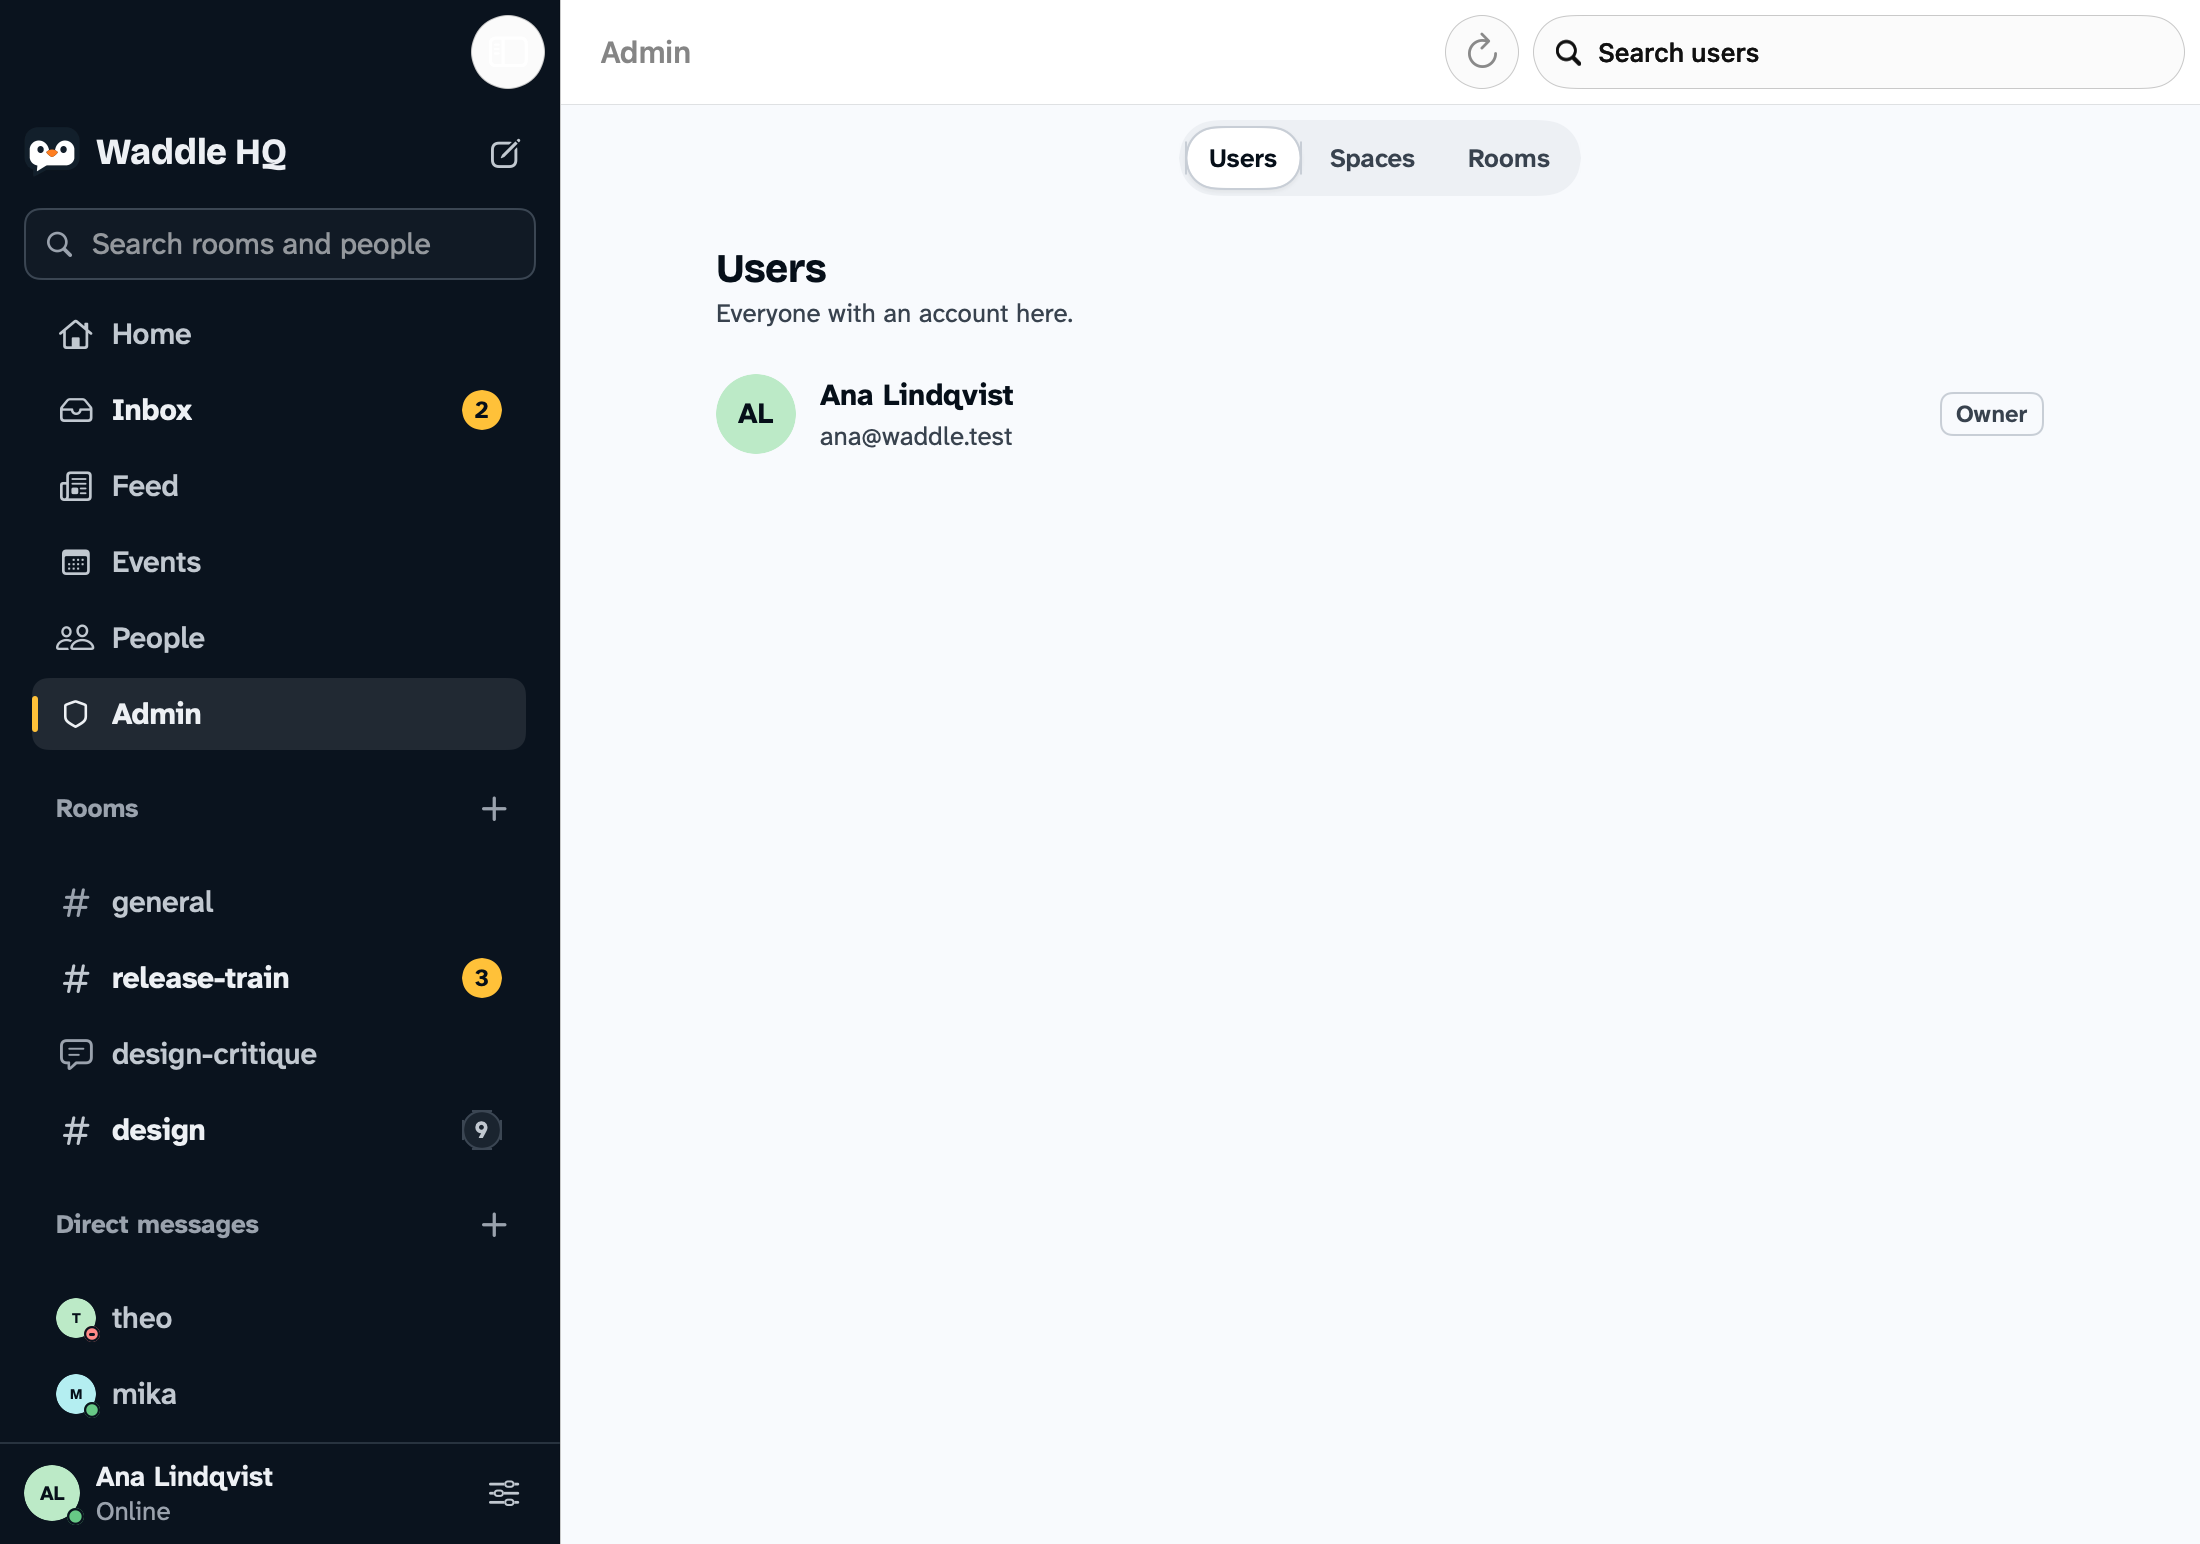 Waddle HQ
Search rooms and people
Home
Inbox 2
Feed
Events
People
Admin
Rooms
general
release-train 3
design-critique
design 9
Direct messages
T theo
M mika
AL Ana Lindqvist
Online
Admin
Search users
Users Spaces Rooms
Users
Everyone with an account here.
AL Ana Lindqvist
ana@waddle.test
Owner